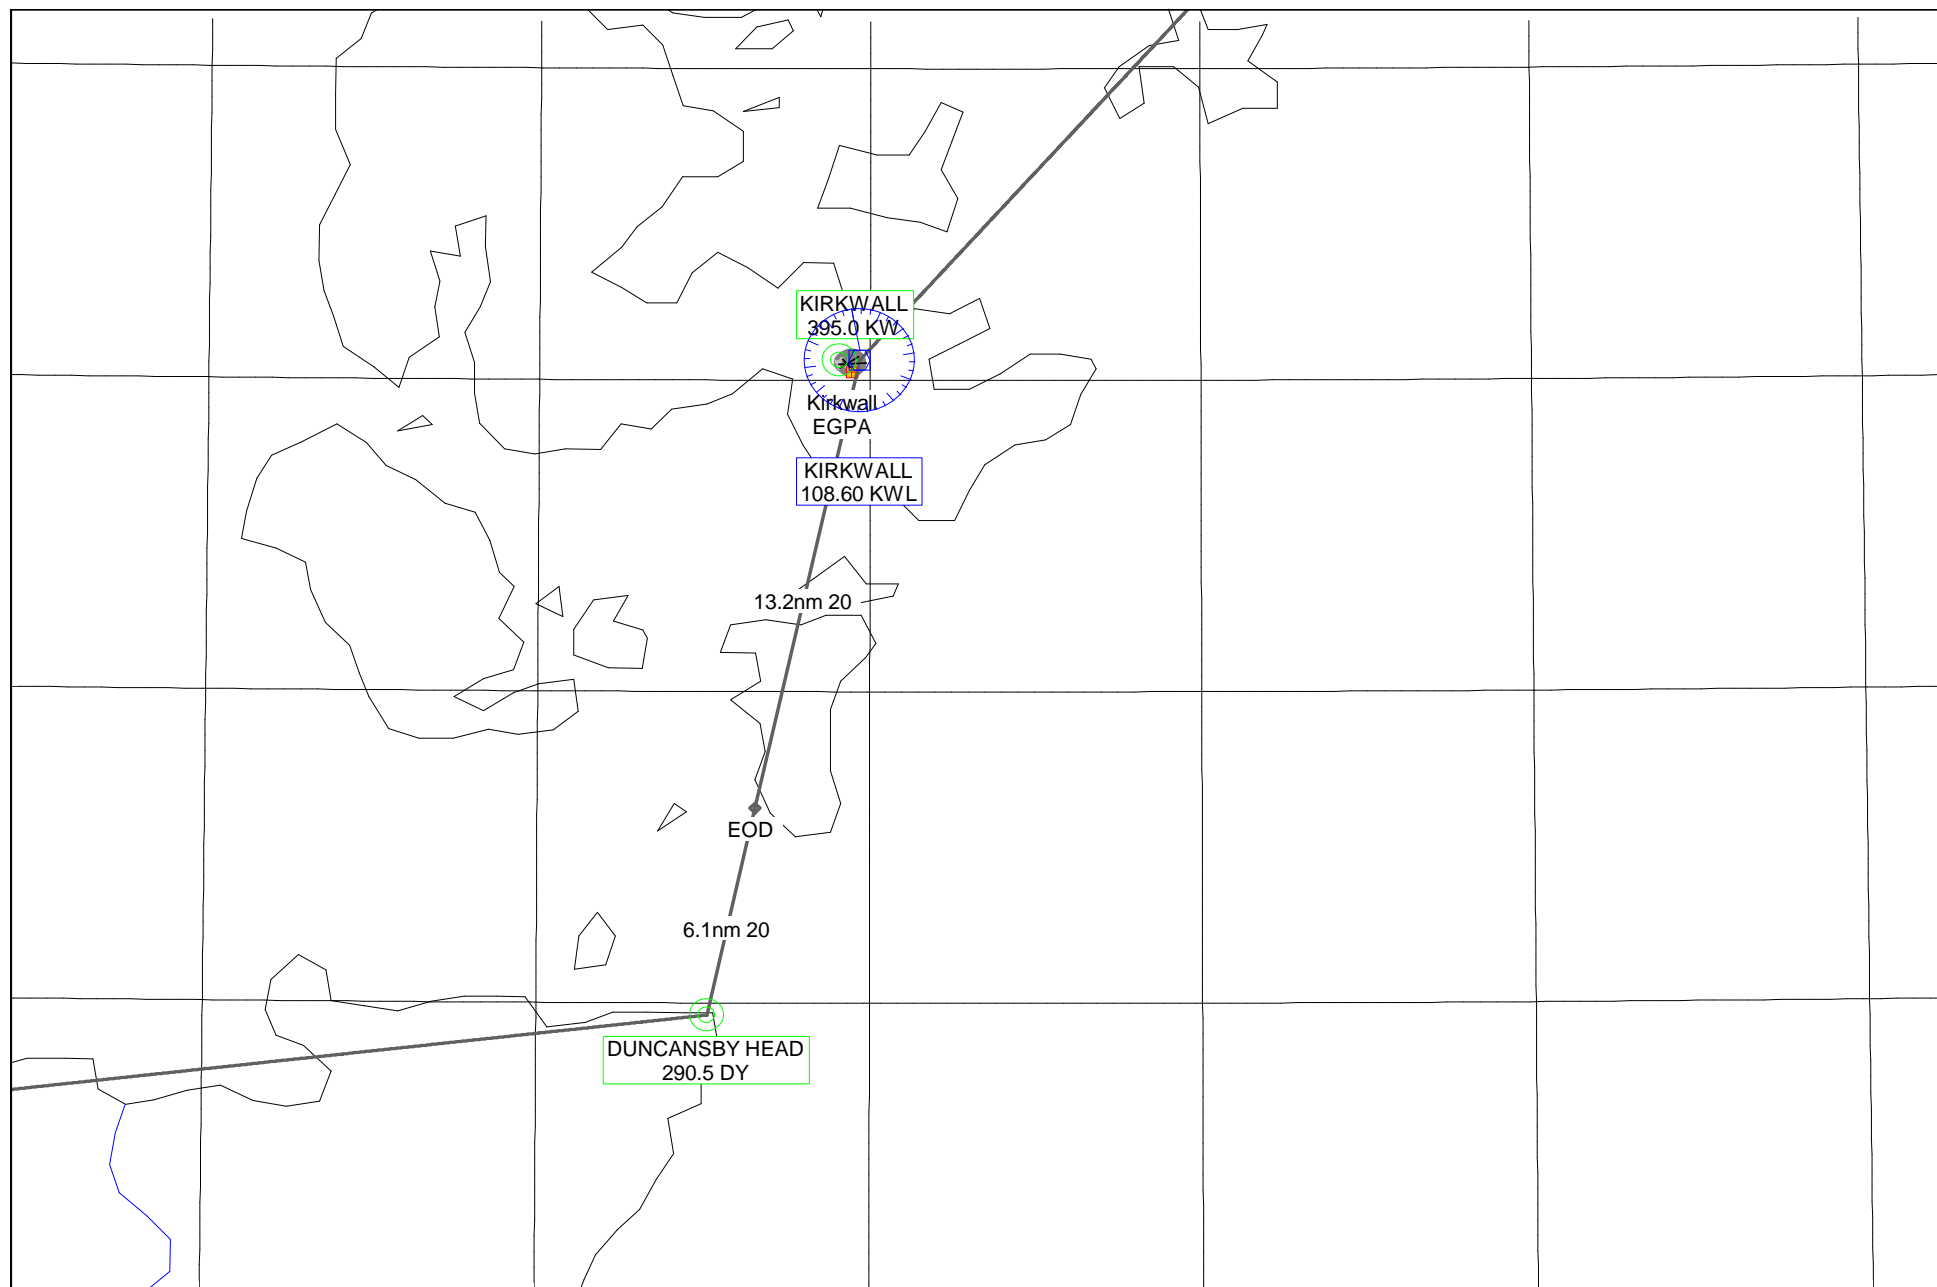 KIRKWALL
395.0 KW
Kirkwall
EGPA
KIRKWALL
108.60 KWL
13.2nm 20
EOD
6.1nm 20
DUNCANSBY HEAD
290.5 DY